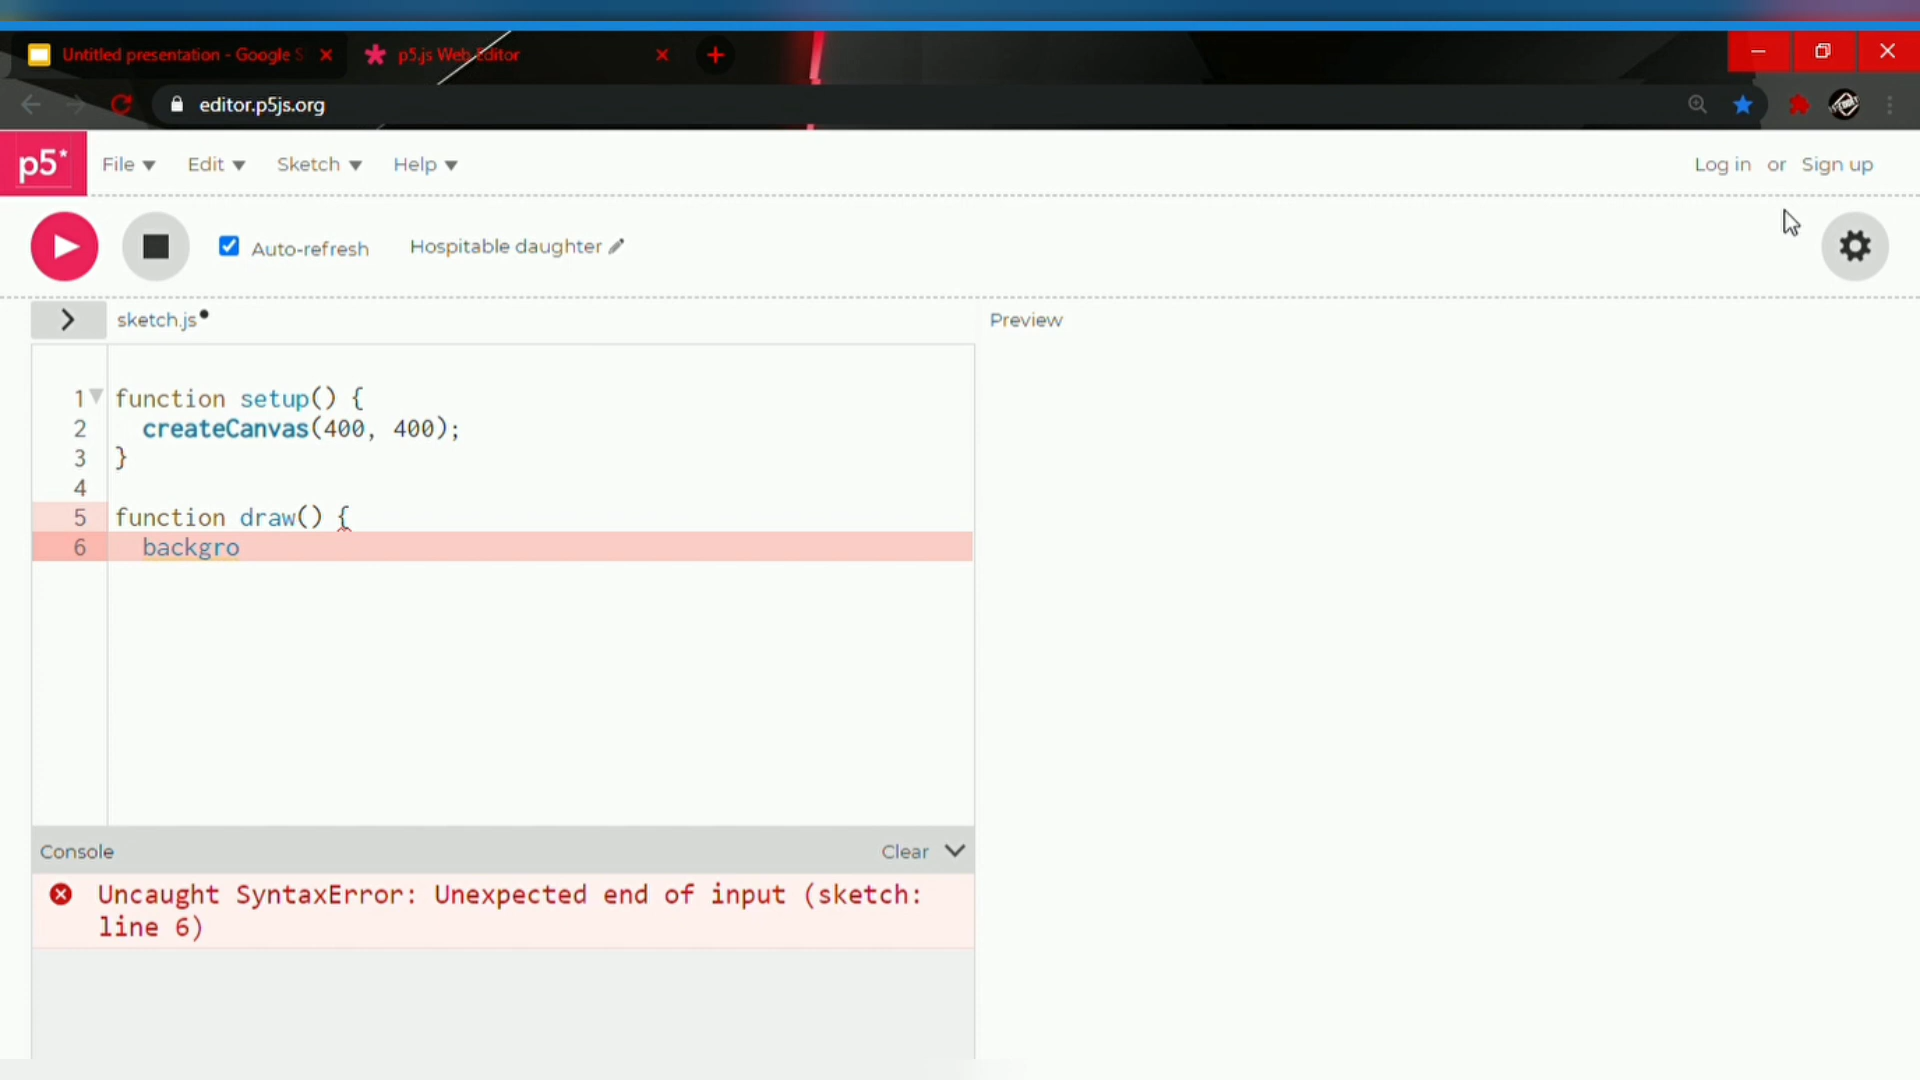 Untitled presentation - Google S
p5.js Web Editor
editor.p5js.org
p5*
File
Edit
Sketch
Help
Log in or Sign up
Auto-refresh
Hospitable daughter
sketch.js
Preview
1 function setup() {
2 createCanvas(400, 400);
3 }
4
5 function draw() {
6 backgro
Console
Clear
Uncaught SyntaxError: Unexpected end of input (sketch:
line 6)